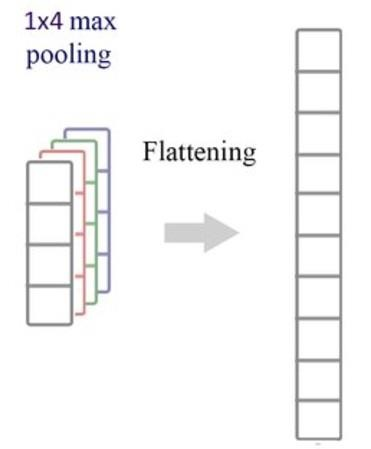 1x4 max
pooling
Flattening